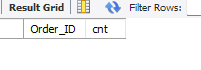 Result Grid Filter Rows:
Order_ID cnt